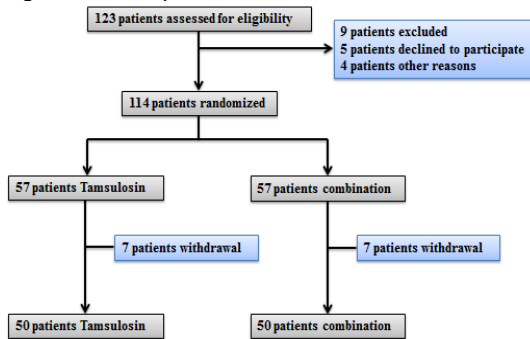 123 patients assessed for eligibility
9 patients excluded
5 patients declined to participate
4 patients other reasons
114 patients randomized
57 patients Tamsulosin
57 patients combination
7 patients withdrawal
7 patients withdrawal
50 patients Tamsulosin
50 patients combination